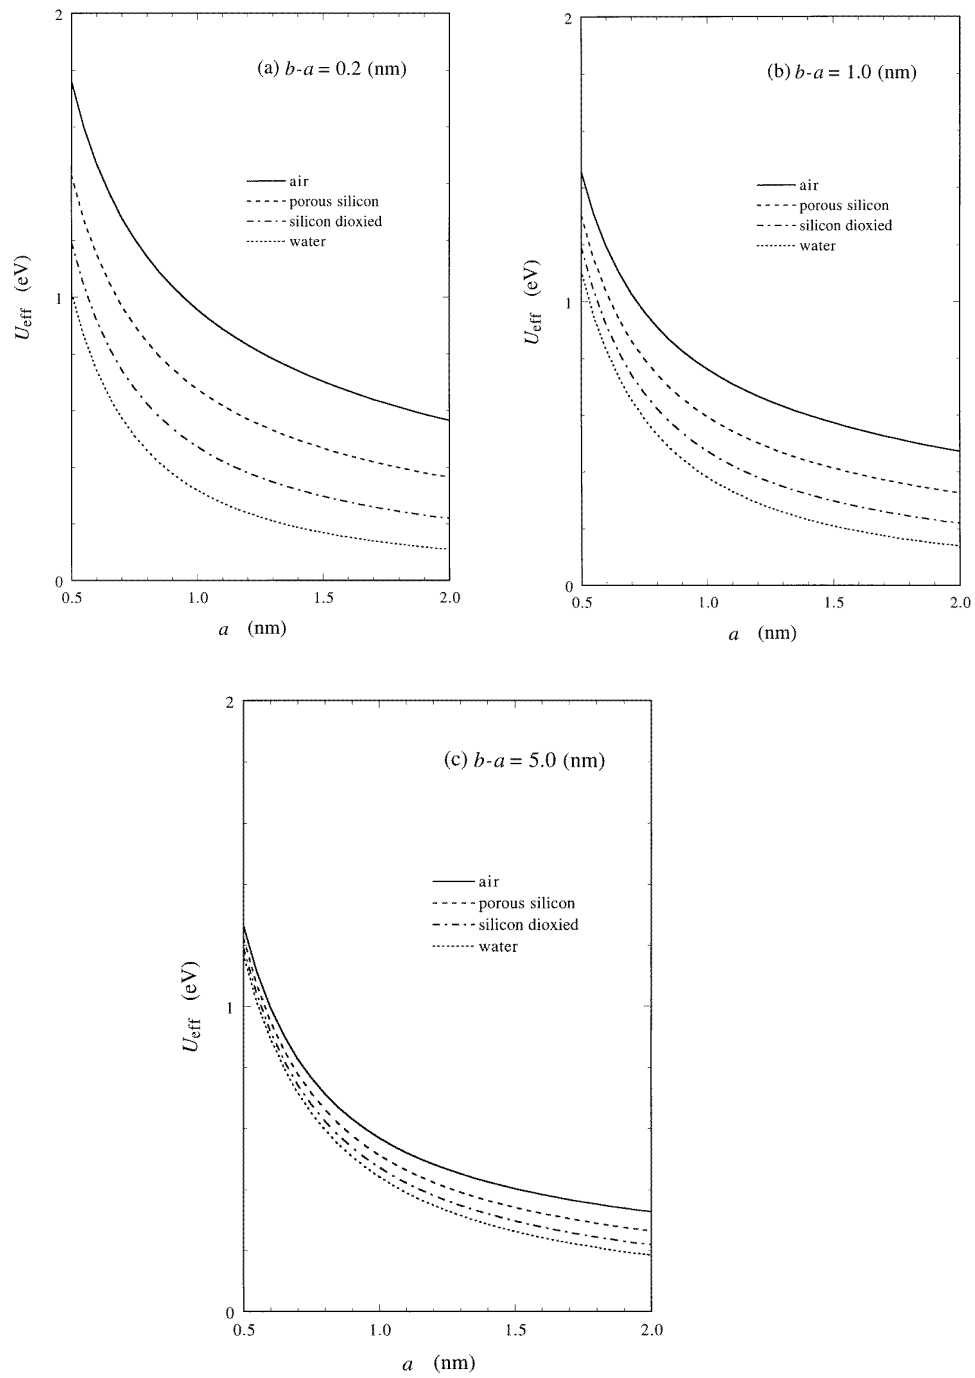 2
(a) b-a = 0.2 (nm)
air
porous silicon
silicon dioxied
water
1
Ueff (eV)
0
0.5 1.0 1.5 2.0
a (nm)
2
(b) b-a = 1.0 (nm)
air
porous silicon
silicon dioxied
water
1
Ueff (eV)
0
0.5 1.0 1.5 2.0
a (nm)
2
(c) b-a = 5.0 (nm)
air
porous silicon
silicon dioxied
water
1
Ueff (eV)
0
0.5 1.0 1.5 2.0
a (nm)